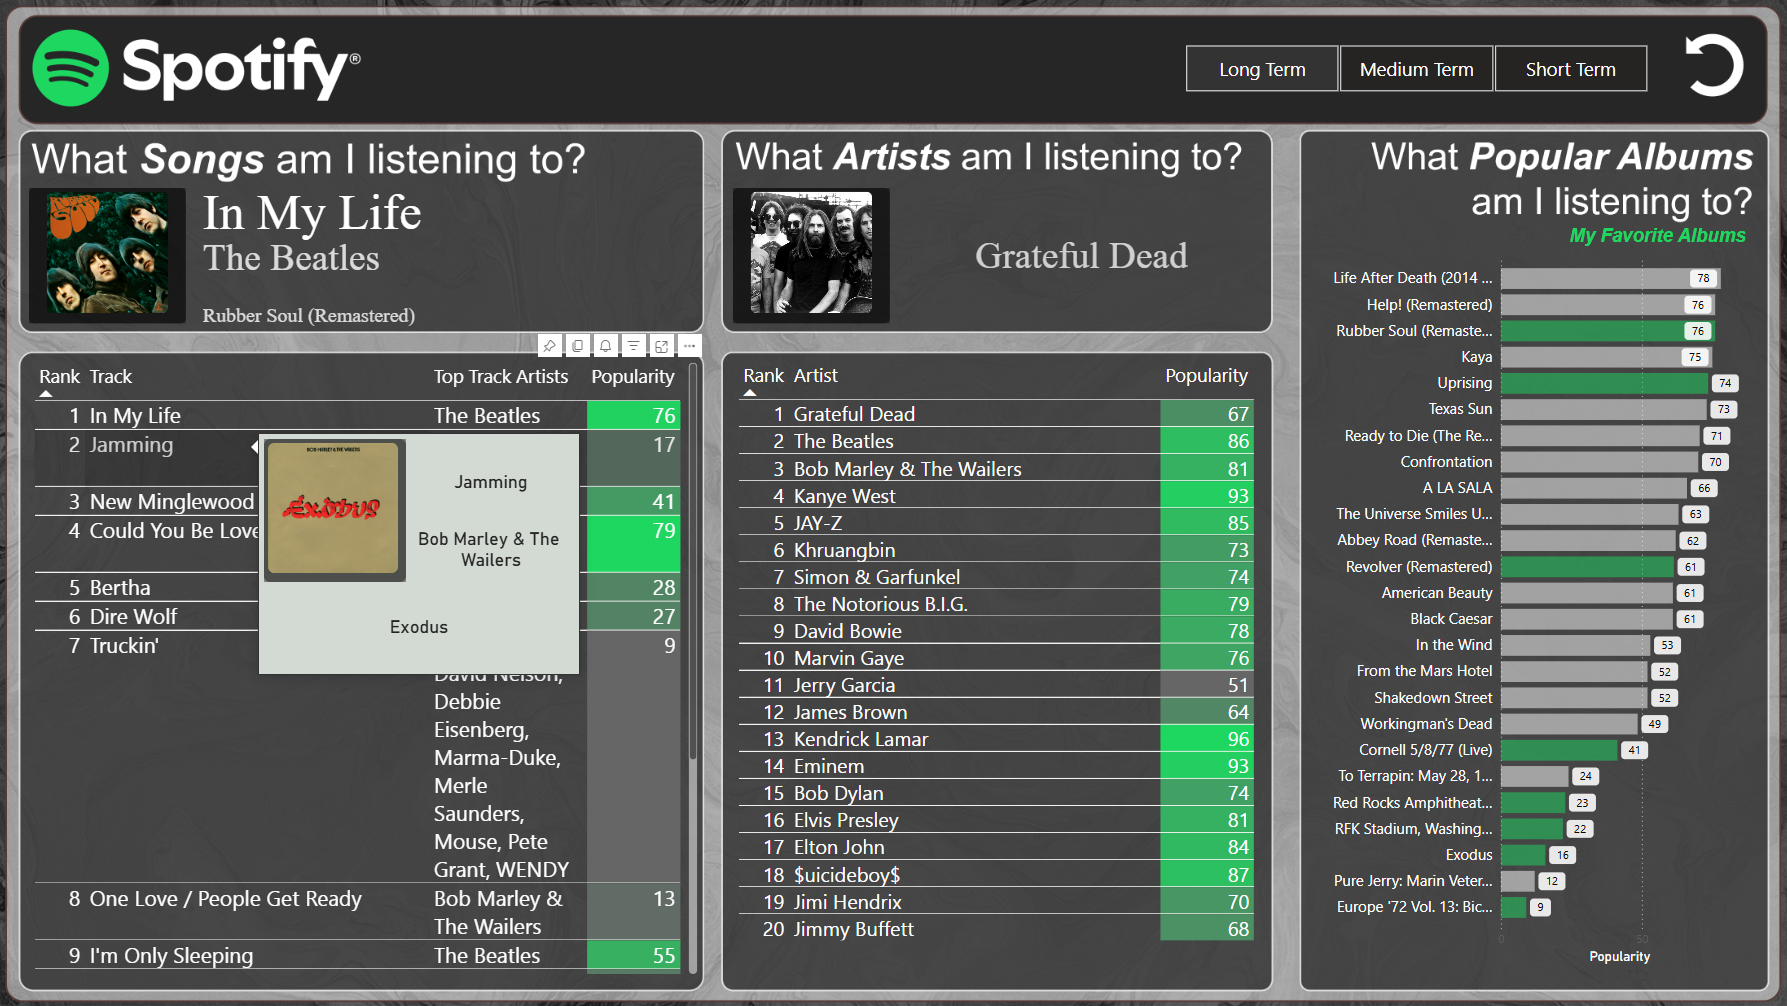 Spotify®
Long Term
Medium Term
Short Term
What Songs am I listening to?
In My Life
The Beatles
Rubber Soul (Remastered)
What Artists am I listening to?
Grateful Dead
What Popular Albums
am I listening to?
My Favorite Albums
Rank Track Top Track Artists Popularity
1 In My Life The Beatles 76
2 Jamming 17
3 New Minglewood 41
4 Could You Be Love 79
5 Bertha 28
6 Dire Wolf 27
7 Truckin' 9
David Nelson,
Debbie
Eisenberg,
Marma-Duke,
Merle
Saunders,
Mouse, Pete
Grant, WENDY
8 One Love / People Get Ready Bob Marley & 13
The Wailers
9 I'm Only Sleeping The Beatles 55
BOB MARLEY & THE WAILERS
Exodus
Jamming
Bob Marley & The
Wailers
Exodus
Rank Artist Popularity
1 Grateful Dead 67
2 The Beatles 86
3 Bob Marley & The Wailers 81
4 Kanye West 93
5 JAY-Z 85
6 Khruangbin 73
7 Simon & Garfunkel 74
8 The Notorious B.I.G. 79
9 David Bowie 78
10 Marvin Gaye 76
11 Jerry Garcia 51
12 James Brown 64
13 Kendrick Lamar 96
14 Eminem 93
15 Bob Dylan 74
16 Elvis Presley 81
17 Elton John 84
18 $uicideboy$ 87
19 Jimi Hendrix 70
20 Jimmy Buffett 68
Life After Death (2014 ... 78
Help! (Remastered) 76
Rubber Soul (Remaste... 76
Kaya 75
Uprising 74
Texas Sun 73
Ready to Die (The Re... 71
Confrontation 70
A LA SALA 66
The Universe Smiles U... 63
Abbey Road (Remaste... 62
Revolver (Remastered) 61
American Beauty 61
Black Caesar 61
In the Wind 53
From the Mars Hotel 52
Shakedown Street 52
Workingman's Dead 49
Cornell 5/8/77 (Live) 41
To Terrapin: May 28, 1... 24
Red Rocks Amphitheat... 23
RFK Stadium, Washing... 22
Exodus 16
Pure Jerry: Marin Veter... 12
Europe '72 Vol. 13: Bic... 9
0 50
Popularity